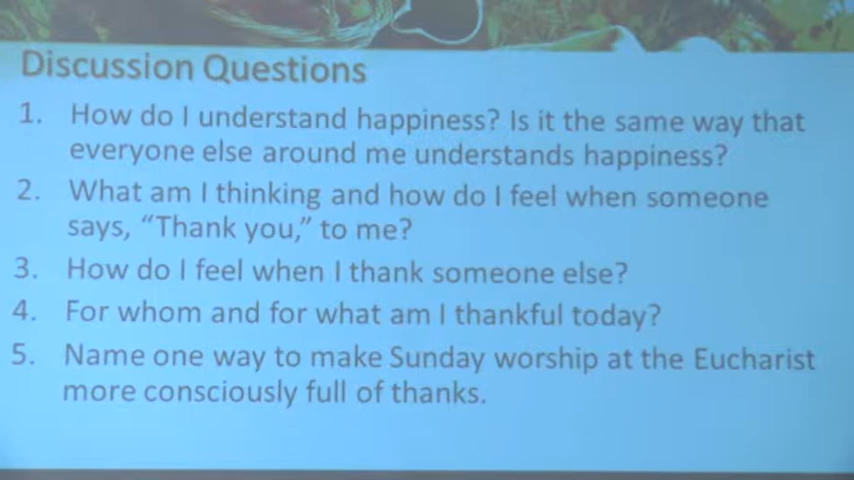 Discussion Questions
1. How do I understand happiness? Is it the same way that
everyone else around me understands happiness?
2. What am I thinking and how do I feel when someone
says, “Thank you,” to me?
3. How do I feel when I thank someone else?
4. For whom and for what am I thankful today?
5. Name one way to make Sunday worship at the Eucharist
more consciously full of thanks.